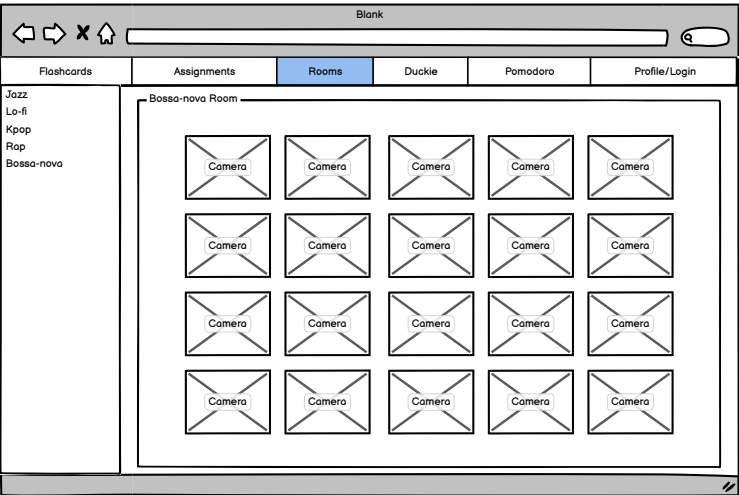 Blank
Flashcards Assignments Rooms Duckie Pomodoro Profile/Login
Jazz
Lo-fi
Kpop
Rap
Bossa-nova
Bossa-nova Room
Camera Camera Camera Camera Camera
Camera Camera Camera Camera Camera
Camera Camera Camera Camera Camera
Camera Camera Camera Camera Camera